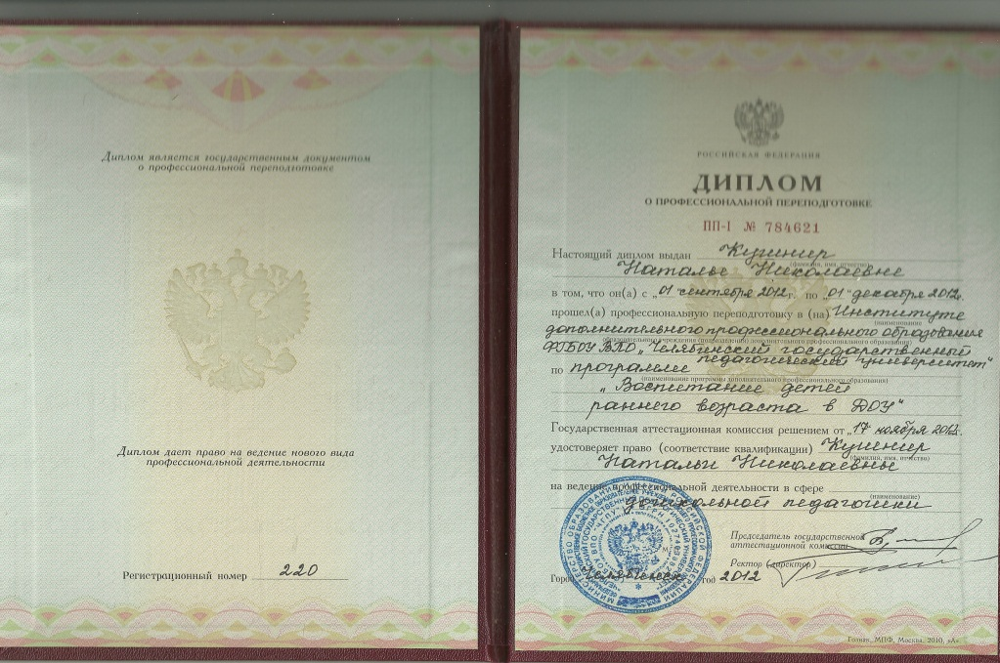 Диплом является государственным документом
о профессиональной переподготовке
Диплом дает право на ведение нового вида
профессиональной деятельности
Регистрационный номер 220
РОССИЙСКАЯ ФЕДЕРАЦИЯ
ДИПЛОМ
О ПРОФЕССИОНАЛЬНОЙ ПЕРЕПОДГОТОВКЕ
ПП-I № 784621
Настоящий диплом выдан
(фамилия, имя, отчество)
Наталье Николаевне
в том, что он(а) с „01" сентября 2012г. по „01" декабря 2012г.
прошел(а) профессиональную переподготовку в (на) Институте
(наименование)
дополнительного профессионального образования
(образовательного учреждения (подразделения) дополнительного профессионального образования)
ФГБОУ ВПО „Челябинский государственный
педагогический университет"
по программе
(наименование программы дополнительного профессионального образования)
„Воспитание детей
раннего возраста в ДОУ"
Государственная аттестационная комиссия решением от „17 ноября 2012г.
удостоверяет право (соответствие квалификации)
(фамилия, имя, отчество)
Натальи Николаевны
на ведение профессиональной деятельности в сфере
(наименование)
дошкольной педагогики
Председатель государственной
аттестационной комиссии
Ректор (директор)
Город Челябинск год 2012
Гознак, МПФ, Москва, 2010, «А».